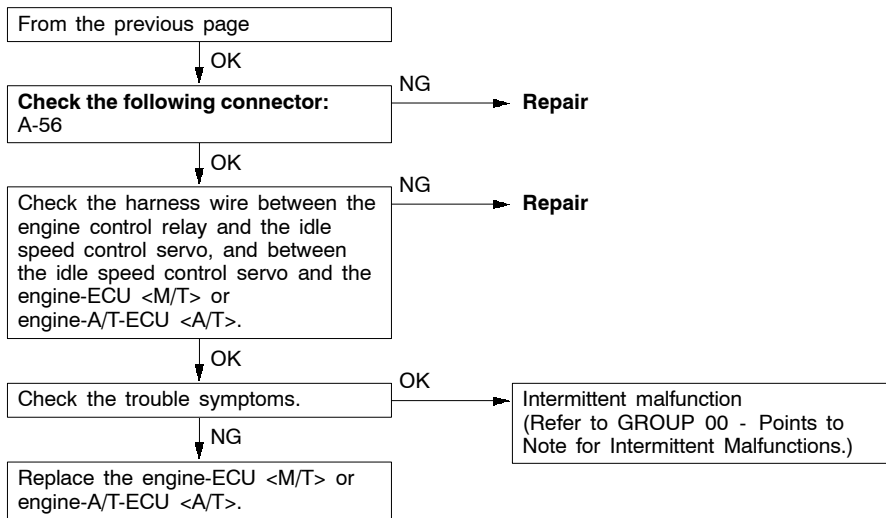 From the previous page
OK
Check the following connector:
A-56
NG
Repair
OK
Check the harness wire between the
engine control relay and the idle
speed control servo, and between
the idle speed control servo and the
engine-ECU <M/T> or
engine-A/T-ECU <A/T>.
NG
Repair
OK
Check the trouble symptoms.
OK
Intermittent malfunction
(Refer to GROUP 00 - Points to
Note for Intermittent Malfunctions.)
NG
Replace the engine-ECU <M/T> or
engine-A/T-ECU <A/T>.